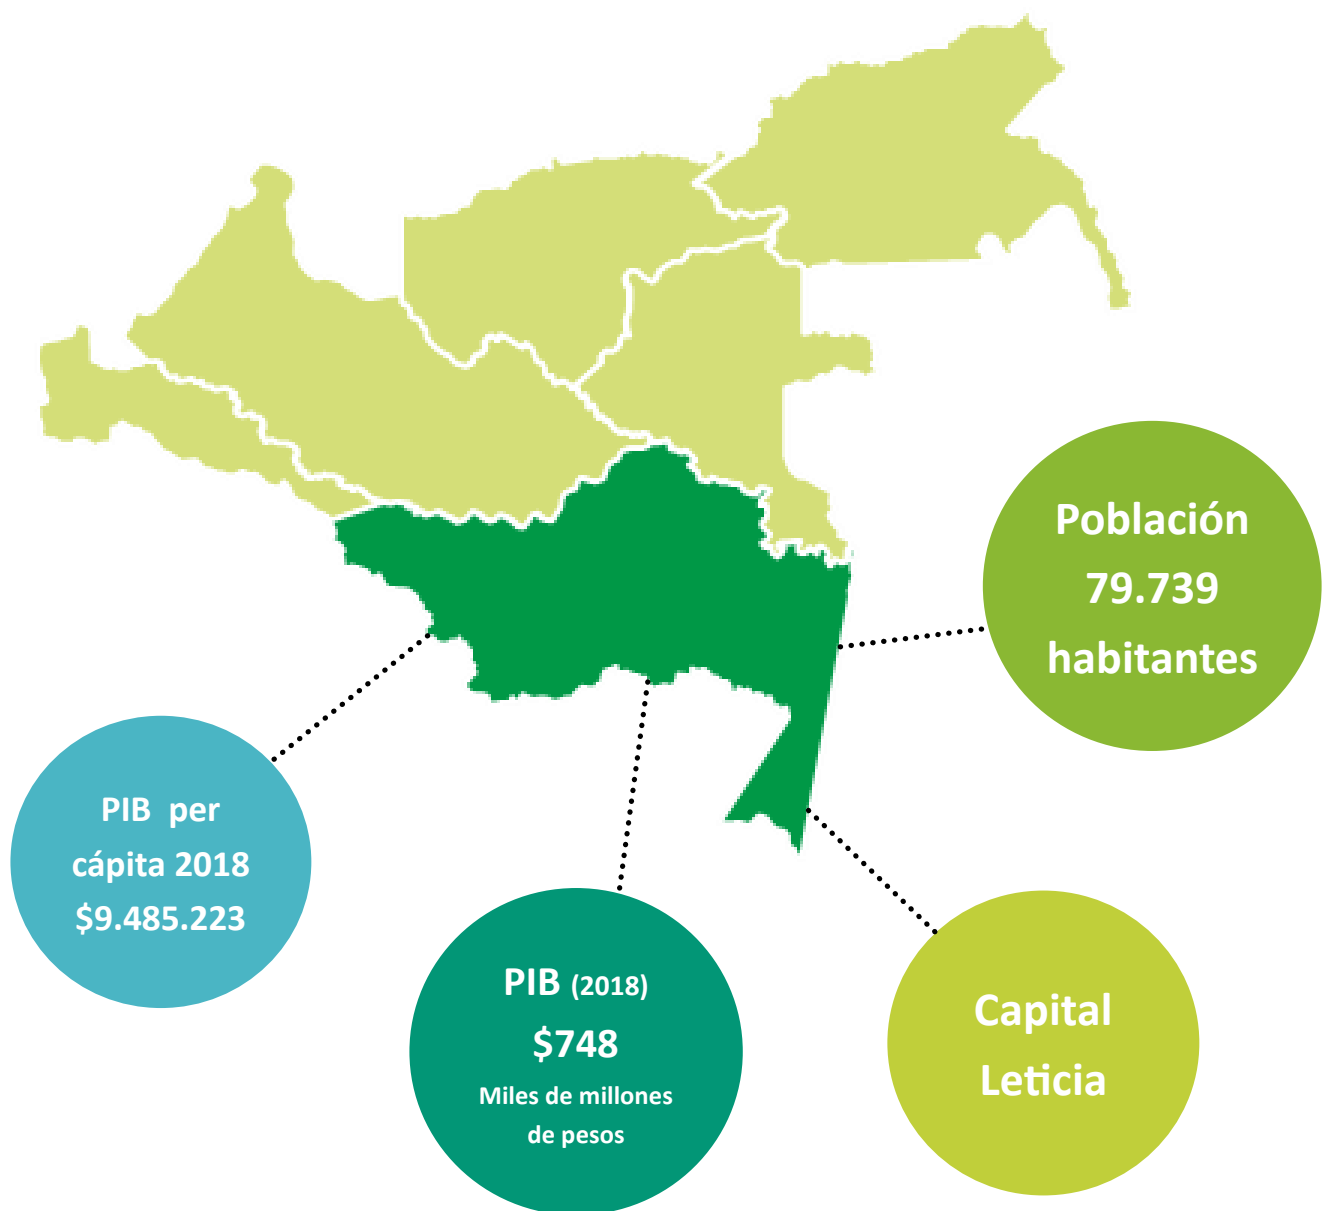 Población
79.739
habitantes
PIB per
cápita 2018
$9.485.223
PIB (2018)
$748
Miles de millones
de pesos
Capital
Leticia